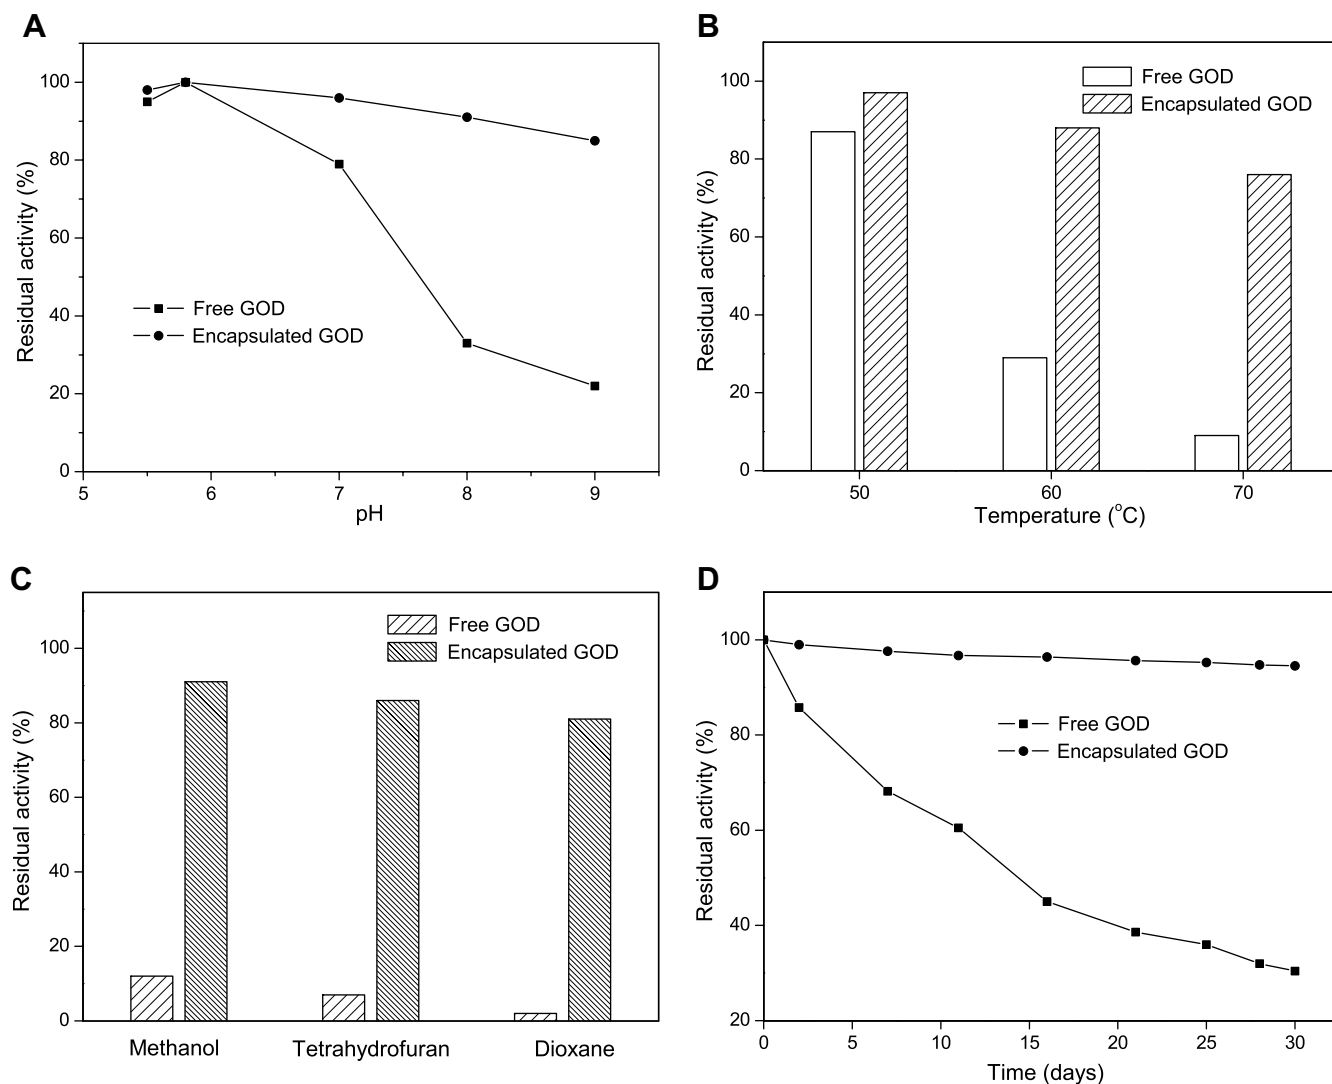 A
Residual activity (%)
100
80
60
40
20
0
Free GOD
Encapsulated GOD
5
6
7
8
9
pH
B
Residual activity (%)
100
80
60
40
20
0
Free GOD
Encapsulated GOD
50
60
70
Temperature (°C)
C
Residual activity (%)
100
80
60
40
20
0
Free GOD
Encapsulated GOD
Methanol
Tetrahydrofuran
Dioxane
D
Residual activity (%)
100
80
60
40
20
Free GOD
Encapsulated GOD
0
5
10
15
20
25
30
Time (days)